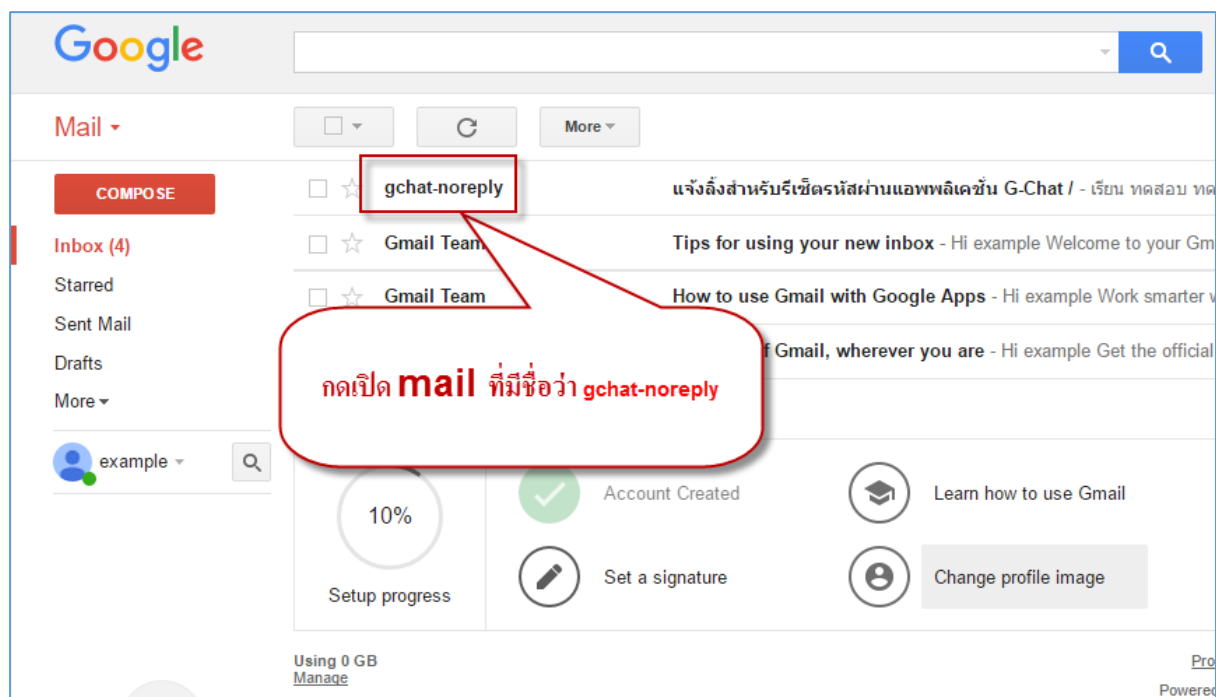 Google
Mail
More
COMPOSE
gchat-noreply แจ้งลิ้งสำหรับรีเซ็ตรหัสผ่านแอพพลิเคชั่น G-Chat / - เรียน ทดสอบ
Inbox (4)
Gmail Team Tips for using your new inbox - Hi example Welcome to your Gm
Starred
Gmail Team How to use Gmail with Google Apps - Hi example Work smarter
Sent Mail
Drafts
Gmail, wherever you are - Hi example Get the official
More
กดเปิด mail ที่มีชื่อว่า gchat-noreply
example
10%
Setup progress
Account Created
Learn how to use Gmail
Set a signature
Change profile image
Using 0 GB
Manage
Pro
Powered